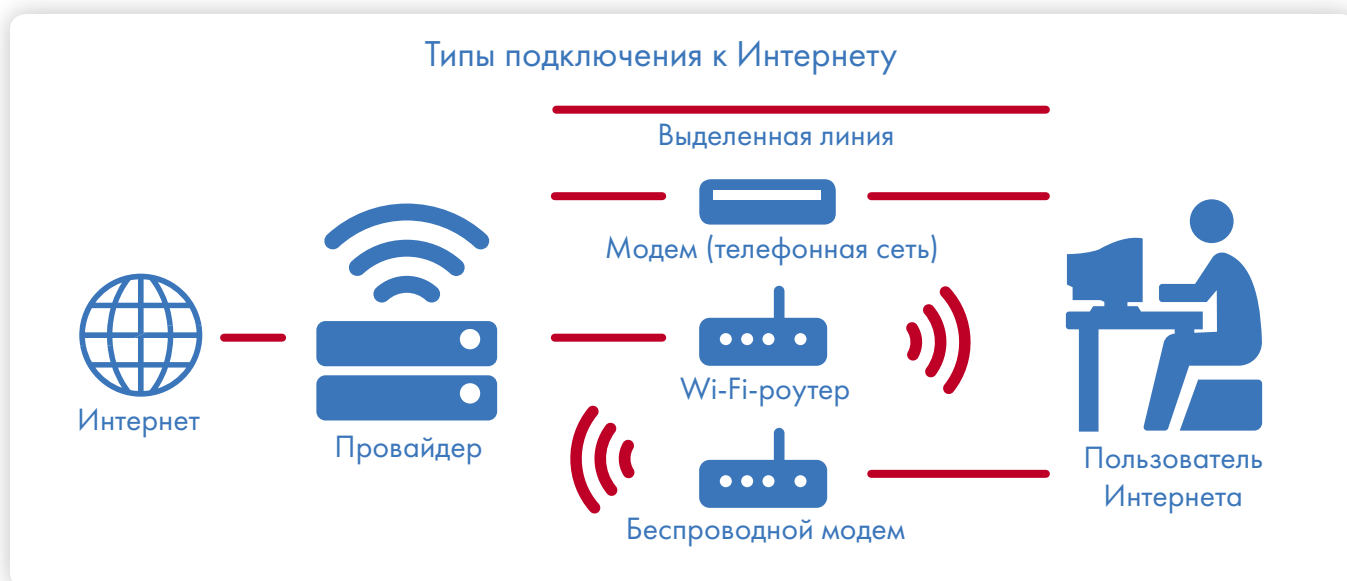 Типы подключения к Интернету
Выделенная линия
Модем (телефонная сеть)
Wi-Fi-роутер
Интернет
Провайдер
Беспроводной модем
Пользователь
Интернета